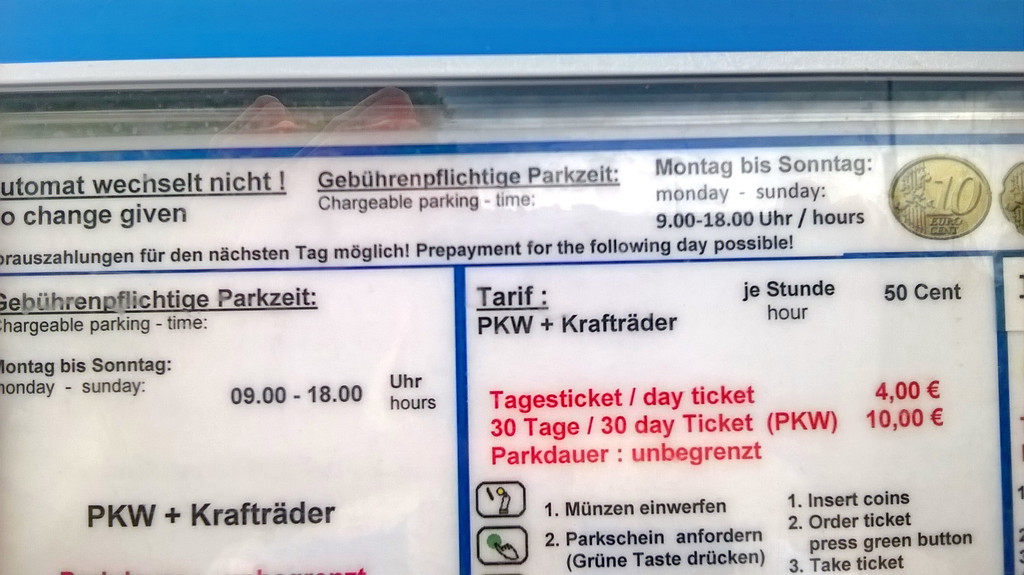 utomat wechselt nicht !
o change given
Gebührenpflichtige Parkzeit:
Chargeable parking - time:
Montag bis Sonntag:
monday - sunday:
9.00-18.00 Uhr / hours
10
EURO
CENT
orauszahlungen für den nächsten Tag möglich! Prepayment for the following day possible!
Gebührenpflichtige Parkzeit:
Chargeable parking - time:
Montag bis Sonntag:
monday - sunday:
09.00 - 18.00
Uhr
hours
PKW + Krafträder
Tarif :
PKW + Krafträder
je Stunde
hour
50 Cent
Tagesticket / day ticket 4,00 €
30 Tage / 30 day Ticket (PKW) 10,00 €
Parkdauer : unbegrenzt
1. Münzen einwerfen
2. Parkschein anfordern
(Grüne Taste drücken)
1. Insert coins
2. Order ticket
press green button
3. Take ticket